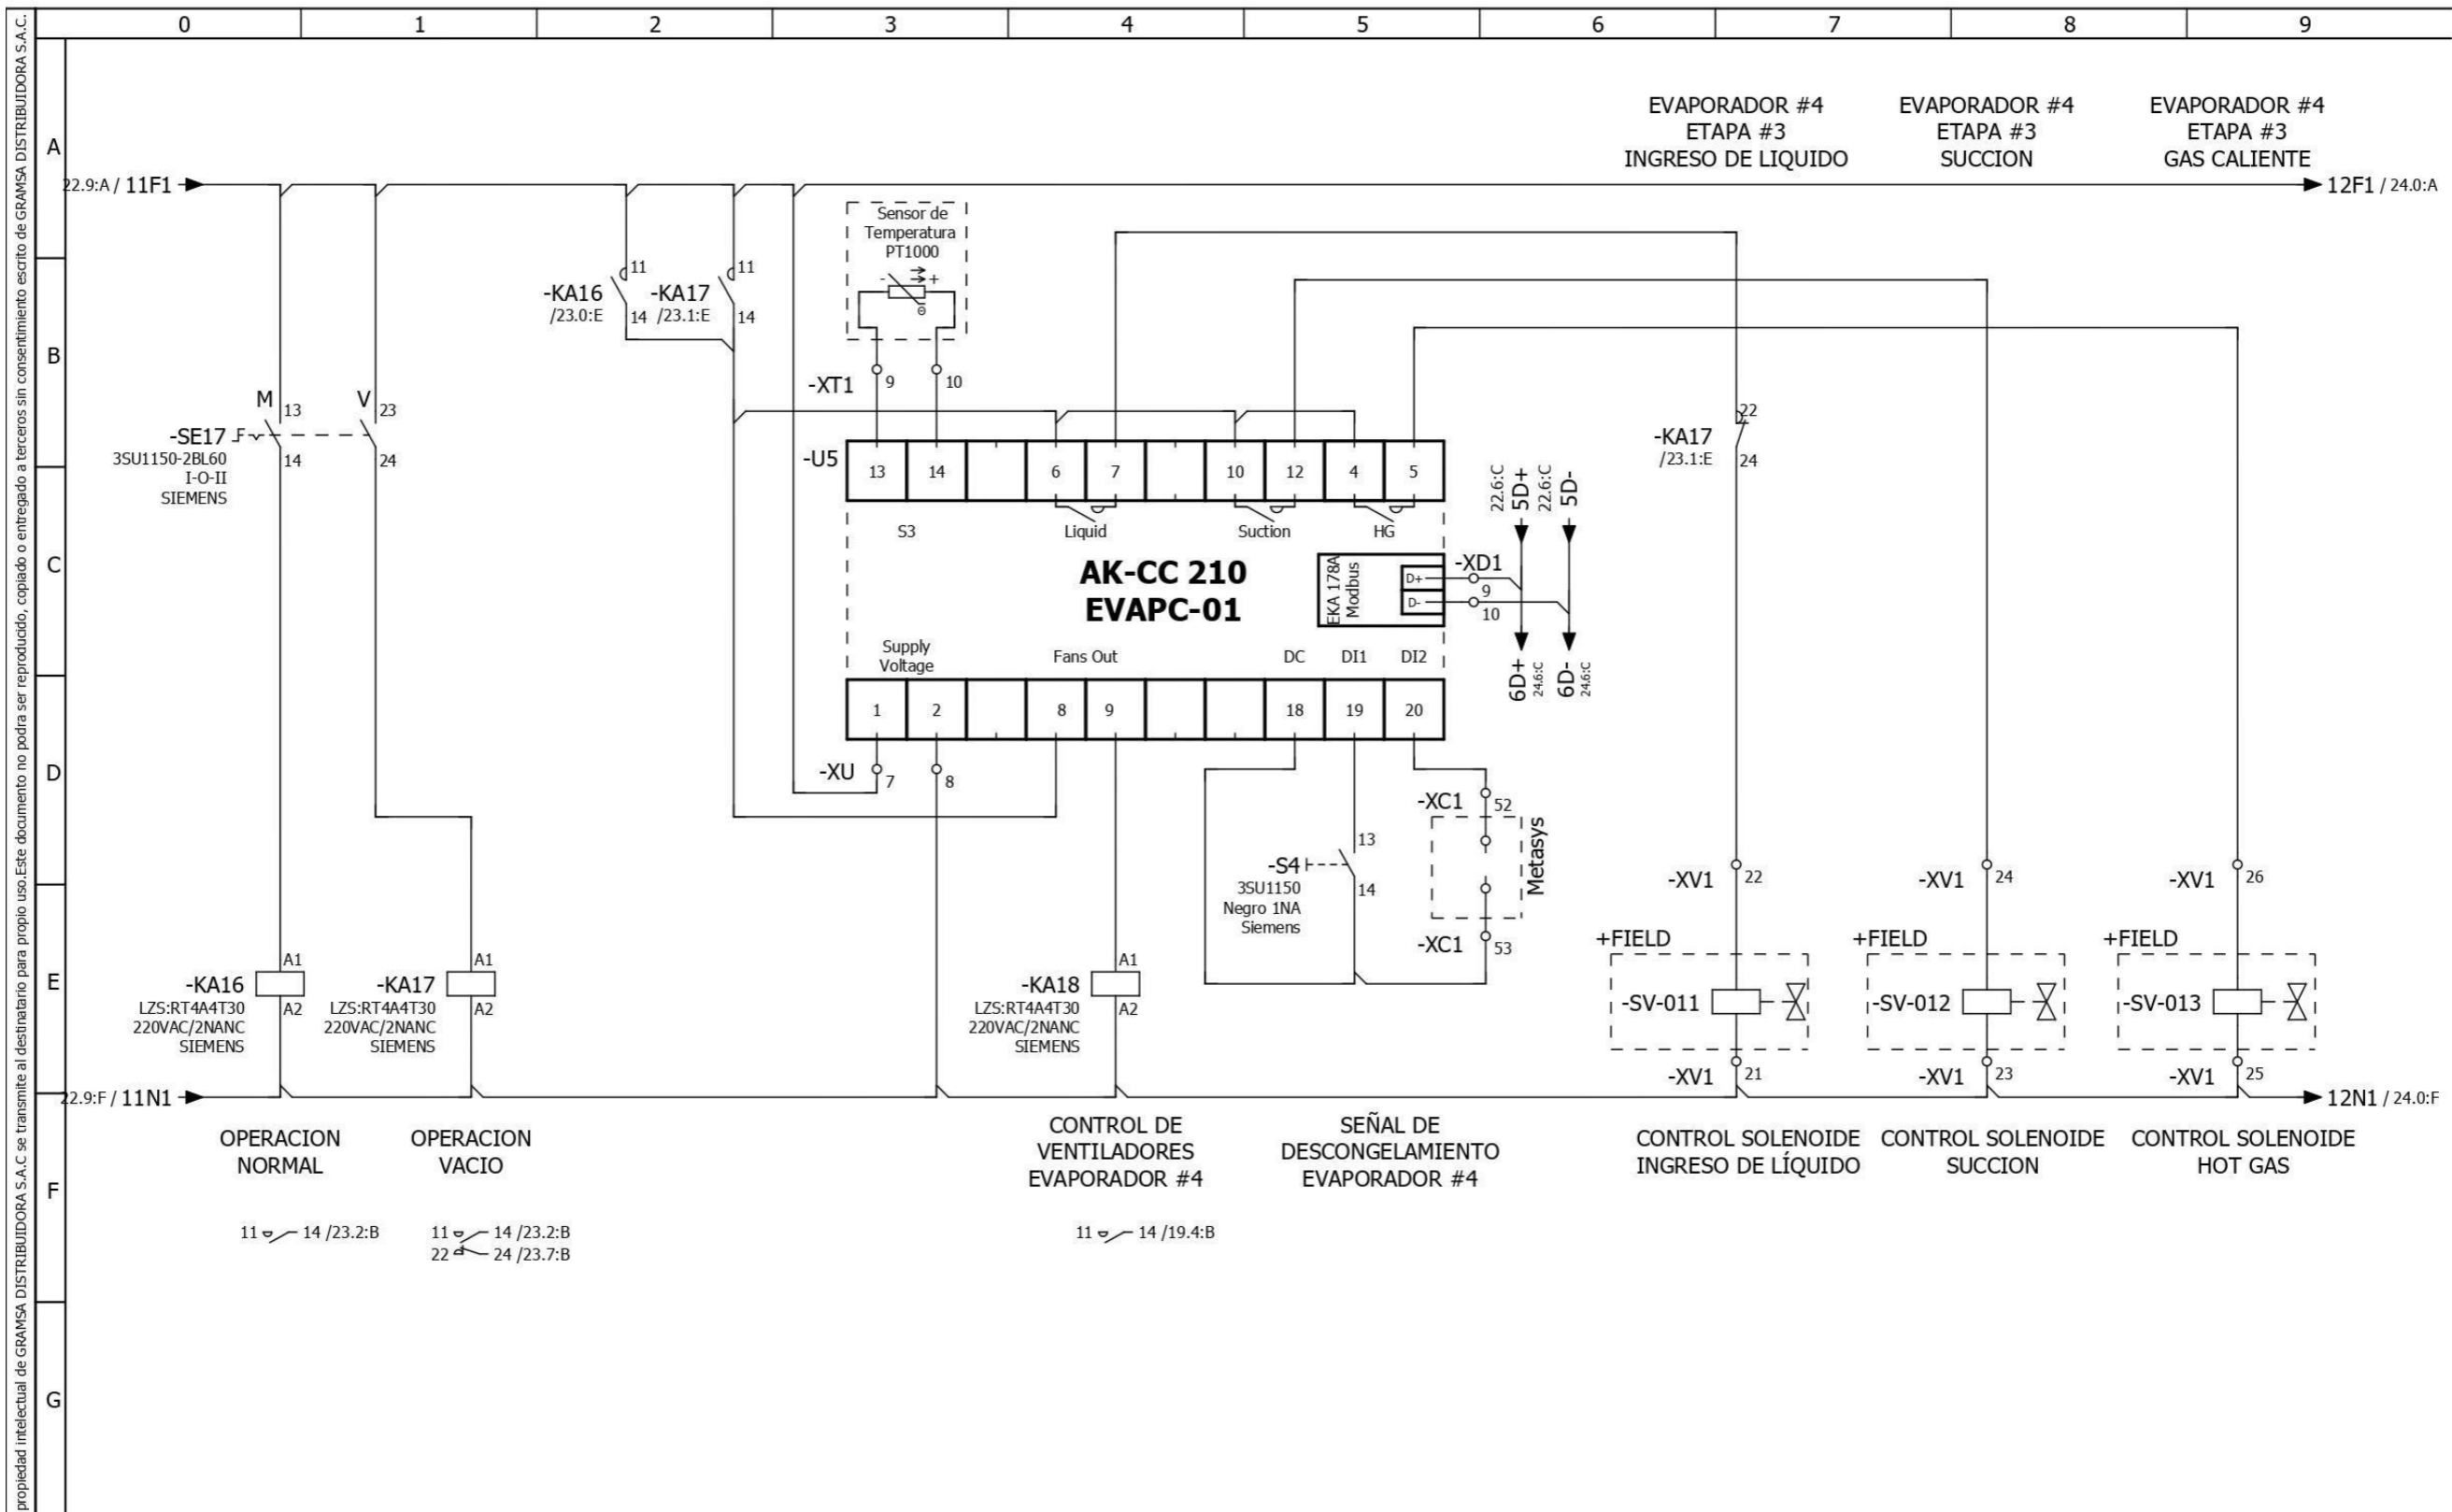 0 1 2 3 4 5 6 7 8 9
propiedad intelectual de GRAMSA DISTRIBUIDORA S.A.C se transmite al destinatario para propio uso.Este documento no podra ser reproducido, copiado o entregado a terceros sin consentimiento escrito de GRAMSA DISTRIBUIDORA S.A.C.
A
B
C
D
E
F
G
EVAPORADOR #4
ETAPA #3
INGRESO DE LIQUIDO
EVAPORADOR #4
ETAPA #3
SUCCION
EVAPORADOR #4
ETAPA #3
GAS CALIENTE
22.9:A / 11F1
12F1 / 24.0:A
Sensor de
Temperatura
PT1000
- +
Θ
-KA16
/23.0:E
11
14
-KA17
/23.1:E
11
14
-XT1
9
10
M
13
14
V
23
24
-SE17
3SU1150-2BL60
I-O-II
SIEMENS
-U5
13 14 6 7 10 12 4 5
S3
Liquid
Suction
HG
AK-CC 210
EVAPC-01
EKA 178A
Modbus
D+
D-
-XD1
9
10
22.6:C
5D+
22.6:C
5D-
6D+
24.6:C
6D-
24.6:C
-KA17
/23.1:E
22
24
Supply
Voltage
Fans Out
DC
DI1
DI2
1 2 8 9 18 19 20
-XU
7
8
-XC1
52
Metasys
-XC1
53
-S4
3SU1150
Negro 1NA
Siemens
13
14
-XV1
22
-XV1
24
-XV1
26
-KA16
LZS:RT4A4T30
220VAC/2NANC
SIEMENS
A1
A2
-KA17
LZS:RT4A4T30
220VAC/2NANC
SIEMENS
A1
A2
-KA18
LZS:RT4A4T30
220VAC/2NANC
SIEMENS
A1
A2
+FIELD
-SV-011
+FIELD
-SV-012
+FIELD
-SV-013
-XV1
21
-XV1
23
-XV1
25
22.9:F / 11N1
12N1 / 24.0:F
OPERACION
NORMAL
OPERACION
VACIO
CONTROL DE
VENTILADORES
EVAPORADOR #4
SEÑAL DE
DESCONGELAMIENTO
EVAPORADOR #4
CONTROL SOLENOIDE
INGRESO DE LÍQUIDO
CONTROL SOLENOIDE
SUCCION
CONTROL SOLENOIDE
HOT GAS
11 14 /23.2:B
11 14 /23.2:B
22 24 /23.7:B
11 14 /19.4:B